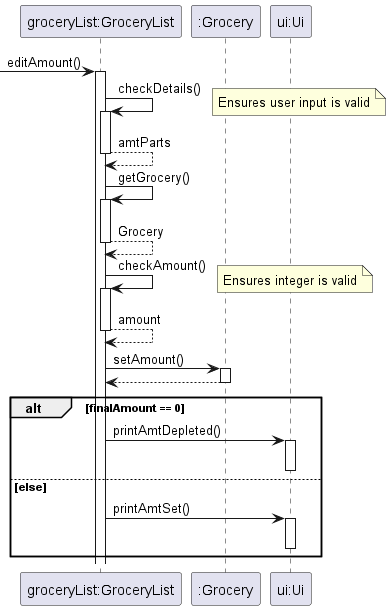 groceryList:GroceryList
:Grocery
ui:Ui
editAmount()
checkDetails()
Ensures user input is valid
amtParts
getGrocery()
Grocery
checkAmount()
Ensures integer is valid
amount
setAmount()
alt
[finalAmount == 0]
printAmtDepleted()
[else]
printAmtSet()
groceryList:GroceryList
:Grocery
ui:Ui